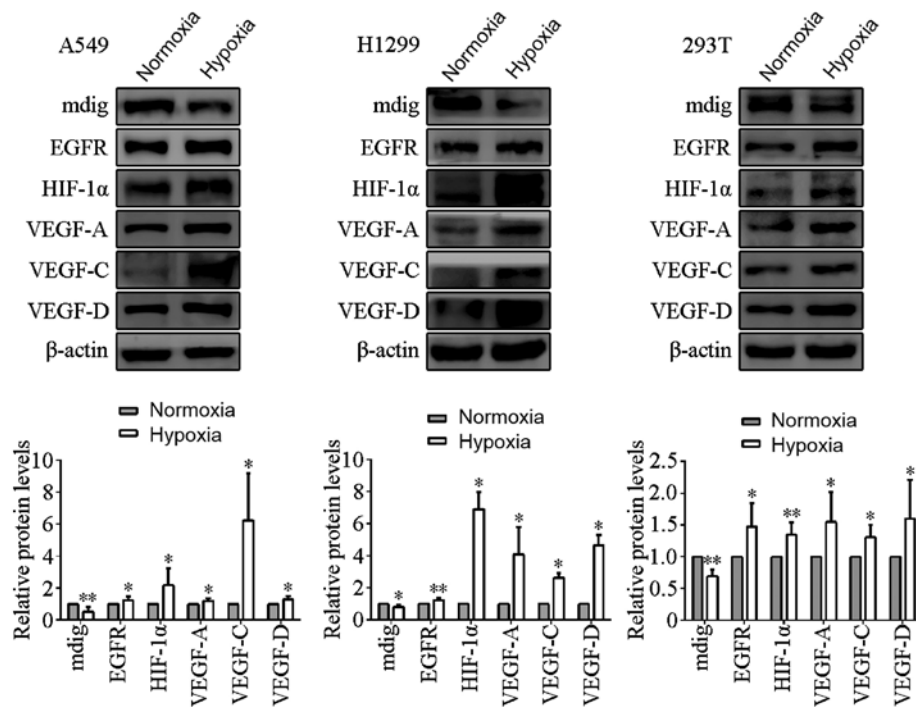 A549
Normoxia
Hypoxia
mdig
EGFR
HIF-1α
VEGF-A
VEGF-C
VEGF-D
β-actin
H1299
Normoxia
Hypoxia
mdig
EGFR
HIF-1α
VEGF-A
VEGF-C
VEGF-D
β-actin
293T
Normoxia
Hypoxia
mdig
EGFR
HIF-1α
VEGF-A
VEGF-C
VEGF-D
β-actin
Normoxia
Hypoxia
Relative protein levels
10
8
6
4
2
0
** * * * * *
mdig
EGFR
HIF-1α
VEGF-A
VEGF-C
VEGF-D
Normoxia
Hypoxia
Relative protein levels
10
8
6
4
2
0
* ** * * * *
mdig
EGFR
HIF-1α
VEGF-A
VEGF-C
VEGF-D
Normoxia
Hypoxia
Relative protein levels
2.5
2.0
1.5
1.0
0.5
0
** * ** * * *
mdig
EGFR
HIF-1α
VEGF-A
VEGF-C
VEGF-D